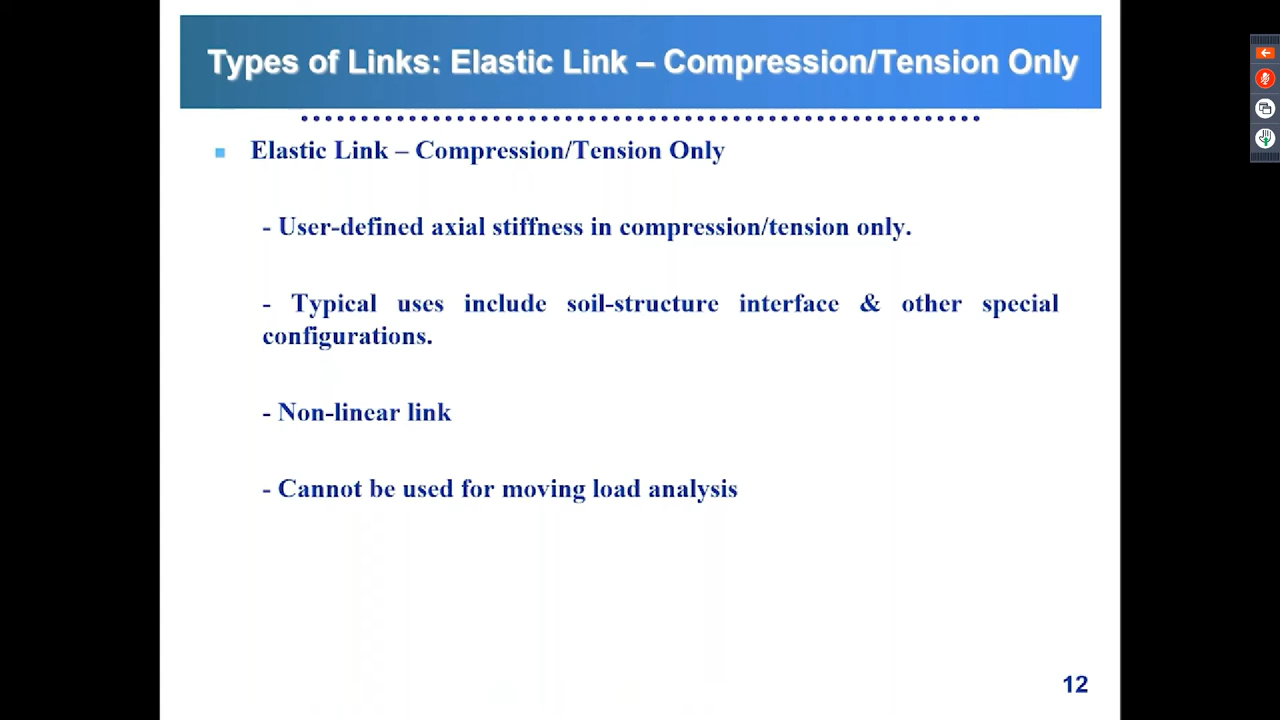 Types of Links: Elastic Link – Compression/Tension Only
Elastic Link – Compression/Tension Only
- User-defined axial stiffness in compression/tension only.
- Typical uses include soil-structure interface & other special
configurations.
- Non-linear link
- Cannot be used for moving load analysis
12